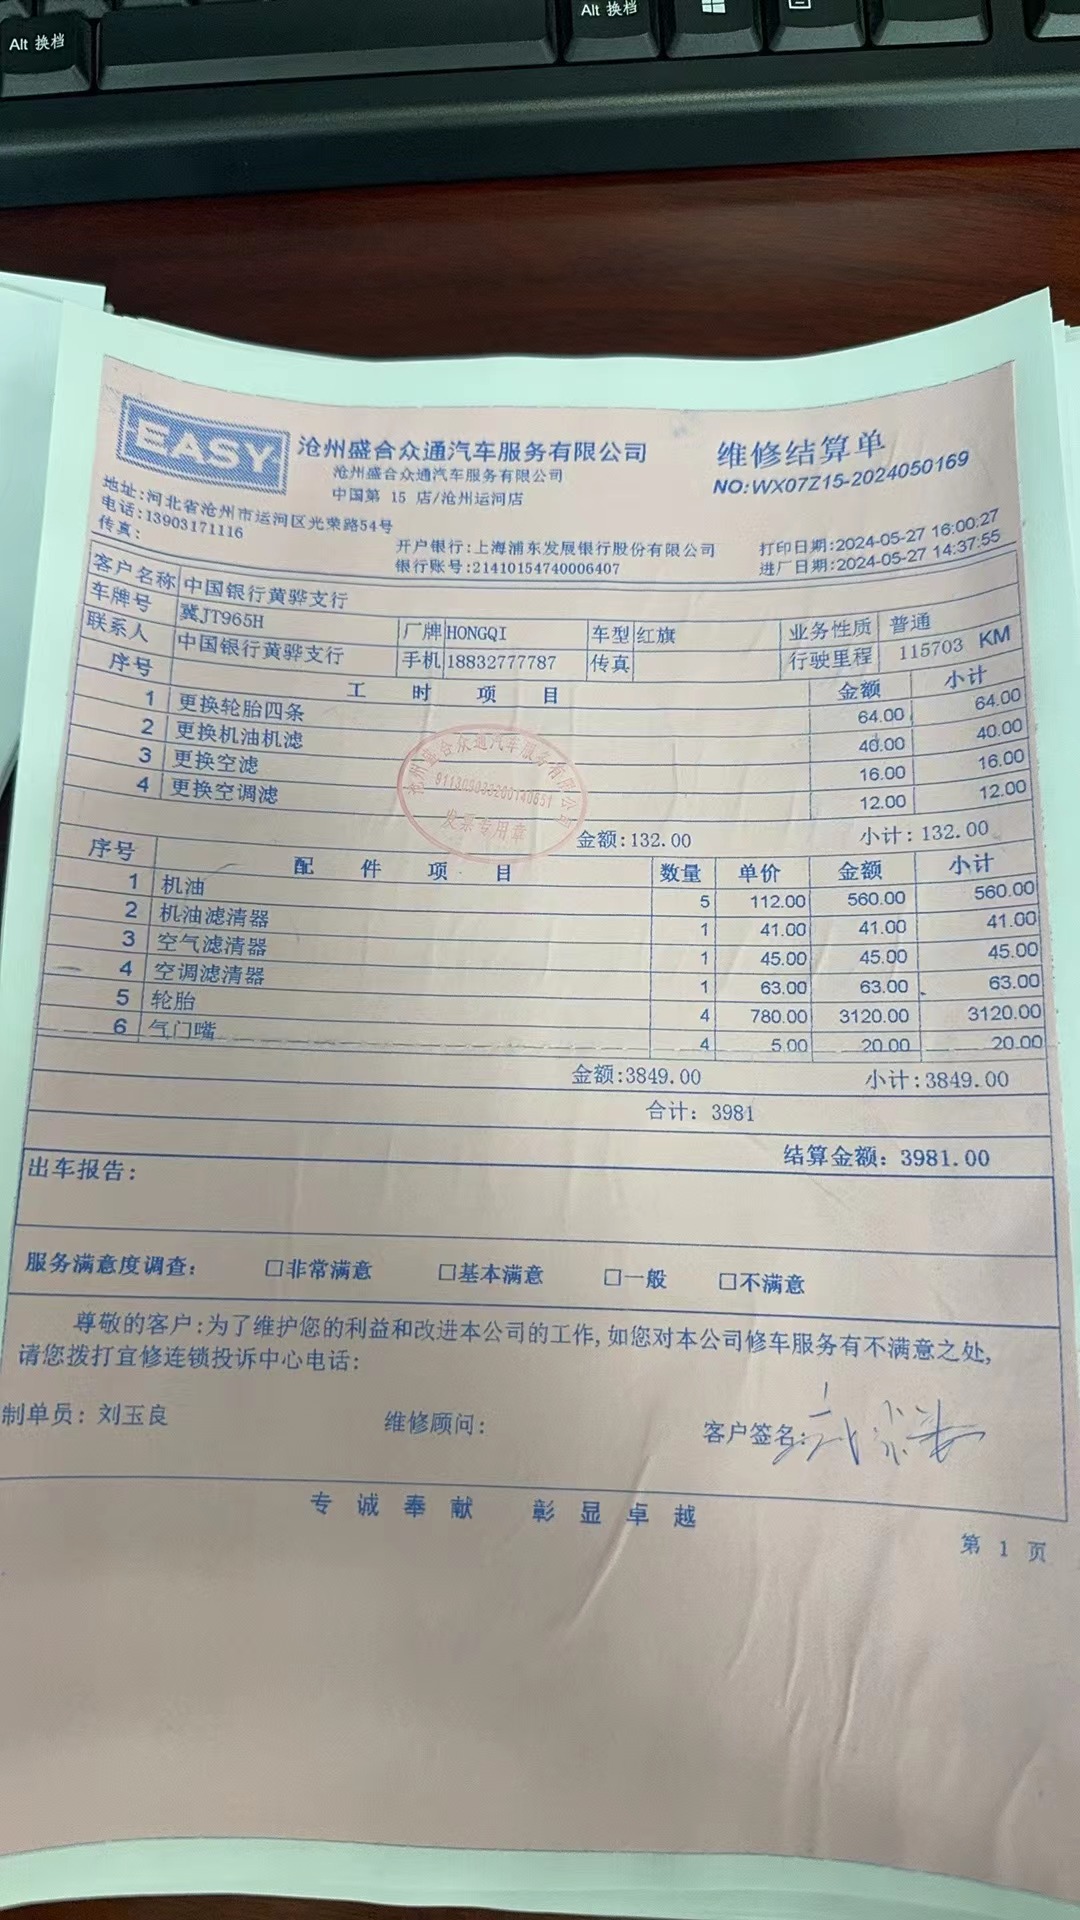 Alt 换档
Alt 换档
EASY
沧州盛合众通汽车服务有限公司
沧州盛合众通汽车服务有限公司
中国第 15 店/沧州运河店
维修结算单
NO:WX07Z15-2024050169
地址:河北省沧州市运河区光荣路54号
电话:13903171116
传真:
开户银行:上海浦东发展银行股份有限公司
银行账号:21410154740006407
打印日期:2024-05-27 16:00:27
进厂日期:2024-05-27 14:37:55
客户名称 中国银行黄骅支行
车牌号 冀JT965H 厂牌 HONGQI 车型 红旗 业务性质 普通
联系人 中国银行黄骅支行 手机 18832777787 传真 行驶里程 115703 KM
序号 工时项目 金额 小计
1 更换轮胎四条 64.00 64.00
2 更换机油机滤 40.00 40.00
3 更换空滤 16.00 16.00
4 更换空调滤 12.00 12.00
金额:132.00 小计:132.00
沧州盛合众通汽车服务有限公司
发票专用章
序号 配件项目 数量 单价 金额 小计
1 机油 5 112.00 560.00 560.00
2 机油滤清器 1 41.00 41.00 41.00
3 空气滤清器 1 45.00 45.00 45.00
4 空调滤清器 1 63.00 63.00 63.00
5 轮胎 4 780.00 3120.00 3120.00
6 气门嘴 4 5.00 20.00 20.00
金额:3849.00 小计:3849.00
合计: 3981
结算金额: 3981.00
出车报告:
服务满意度调查: □非常满意 □基本满意 □一般 □不满意
尊敬的客户:为了维护您的利益和改进本公司的工作,如您对本公司修车服务有不满意之处,
请您拨打宜修连锁投诉中心电话:
制单员: 刘玉良 维修顾问: 客户签名:
专诚奉献 彰显卓越
第 1 页